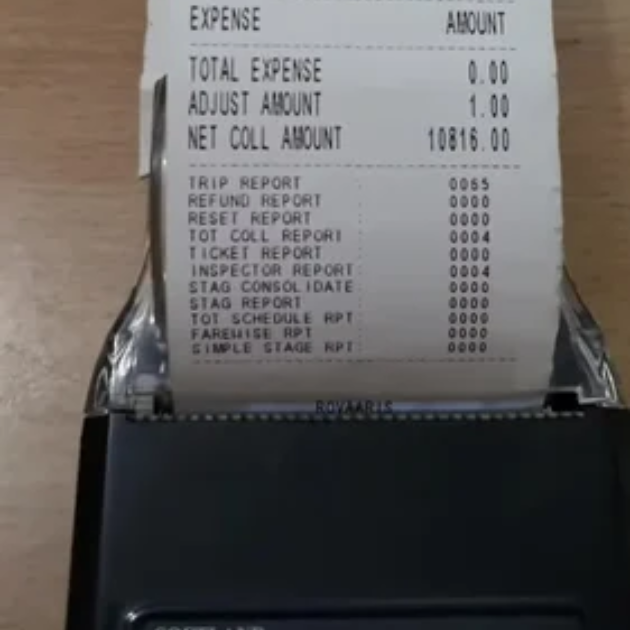 EXPENSE AMOUNT
TOTAL EXPENSE 0.00
ADJUST AMOUNT 1.00
NET COLL AMOUNT 10816.00
TRIP REPORT : 0065
REFUND REPORT : 0000
RESET REPORT : 0000
TOT COLL REPORT : 0004
TICKET REPORT : 0000
INSPECTOR REPORT: 0004
STAG CONSOLIDATE: 0000
STAG REPORT : 0000
TOT SCHEDULE RPT: 0000
FAREWISE RPT : 0000
SIMPLE STAGE RPT: 0000
ROVAARIS